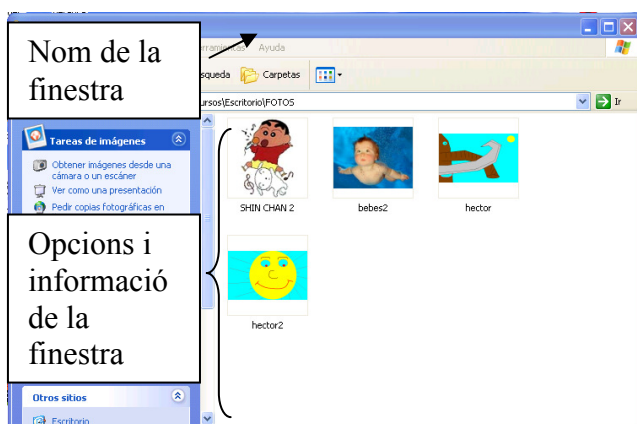 Nom de la
finestra
Ayuda
Carpetas
Ir
ursos\Escritorio\FOTOS
Tareas de imágenes
Obtener imágenes desde una
cámara o un escáner
Ver como una presentación
Pedir copias fotográficas en
SHIN CHAN 2
bebes2
hector
Opcions i
informació
de la
finestra
hector2
Otros sitios
Escritorio